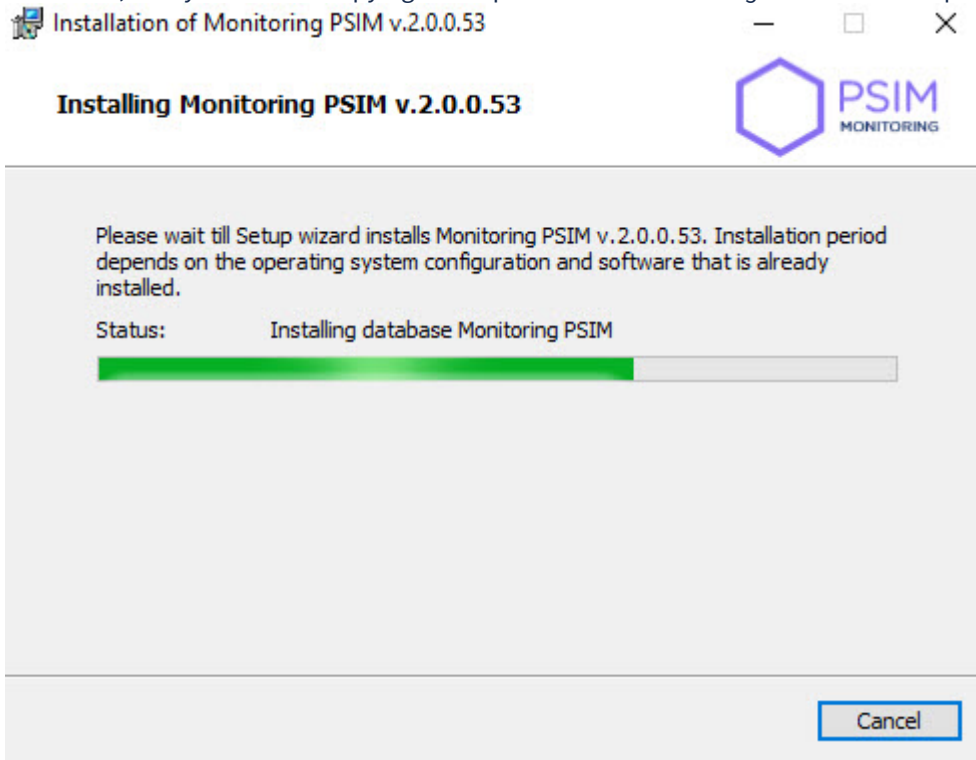 Installation of Monitoring PSIM v.2.0.0.53
Installing Monitoring PSIM v.2.0.0.53
PSIM
MONITORING
Please wait till Setup wizard installs Monitoring PSIM v.2.0.0.53. Installation period
depends on the operating system configuration and software that is already
installed.
Status: Installing database Monitoring PSIM
Cancel